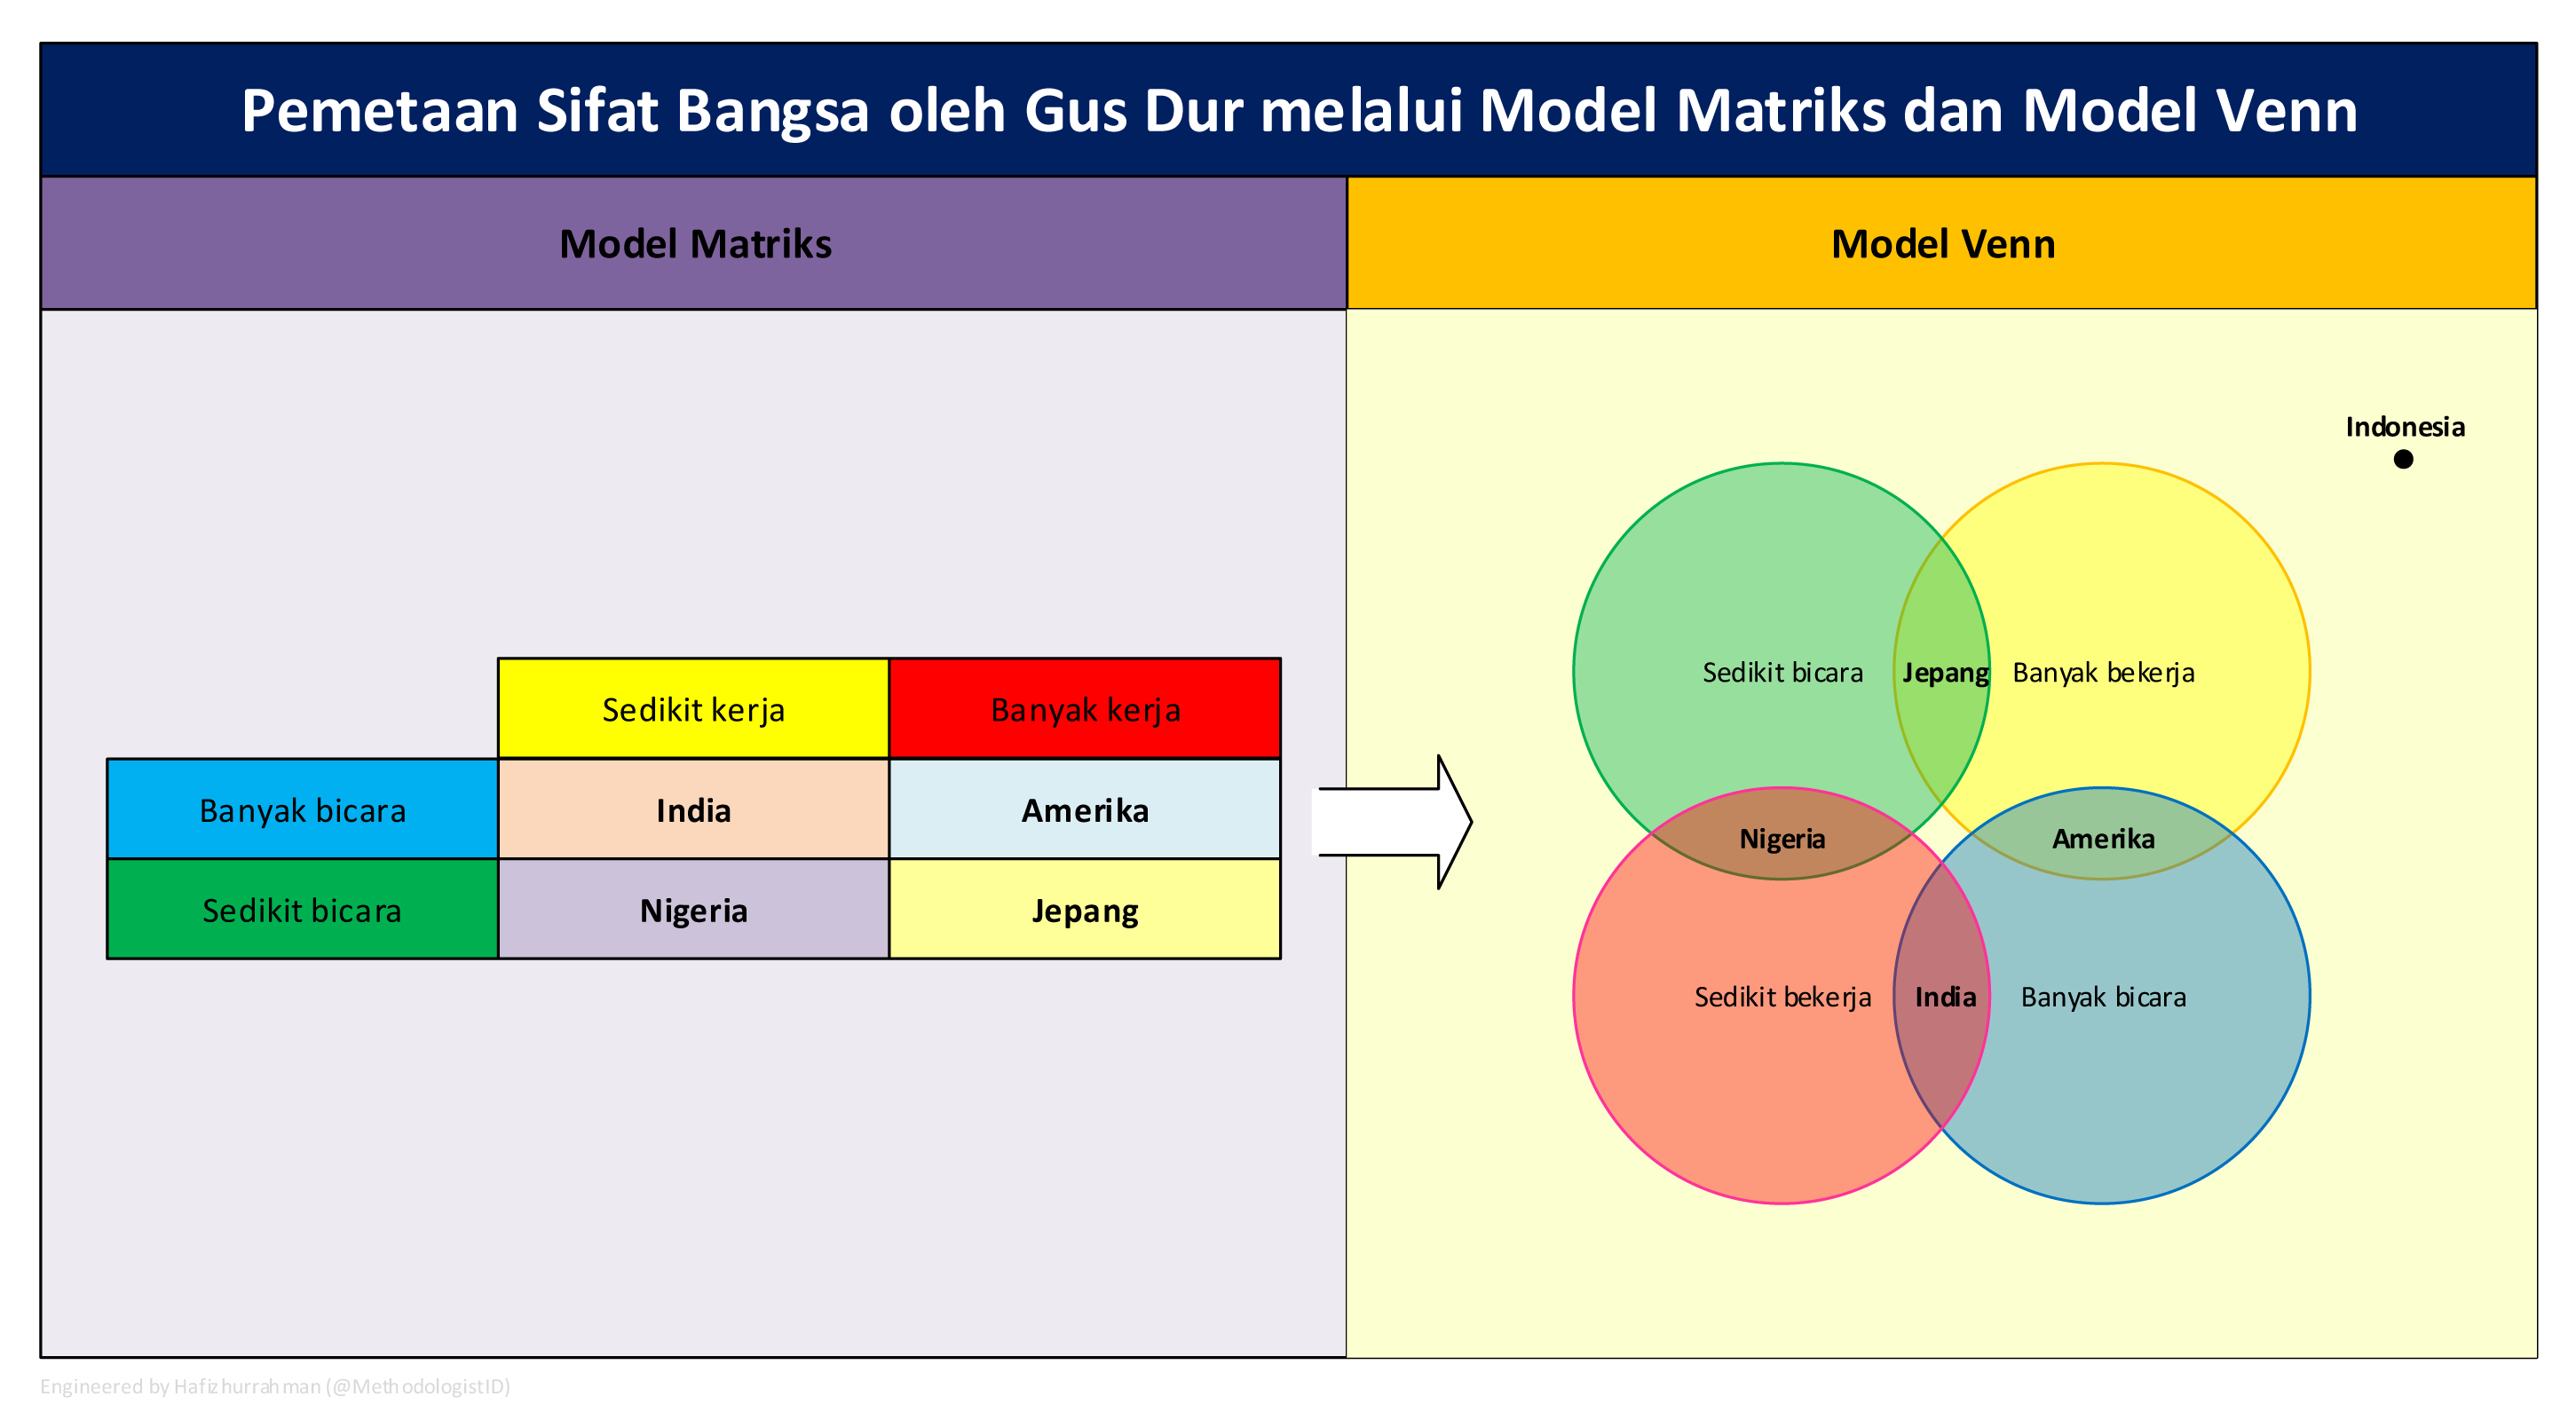 Pemetaan Sifat Bangsa oleh Gus Dur melalui Model Matriks dan Model Venn
Model Matriks
Model Venn
Sedikit kerja
Banyak kerja
Banyak bicara
India
Amerika
Sedikit bicara
Nigeria
Jepang
Indonesia
Sedikit bicara
Jepang
Banyak bekerja
Nigeria
Amerika
Sedikit bekerja
India
Banyak bicara
Engineered by Hafizhurrahman (@MethodologistID)